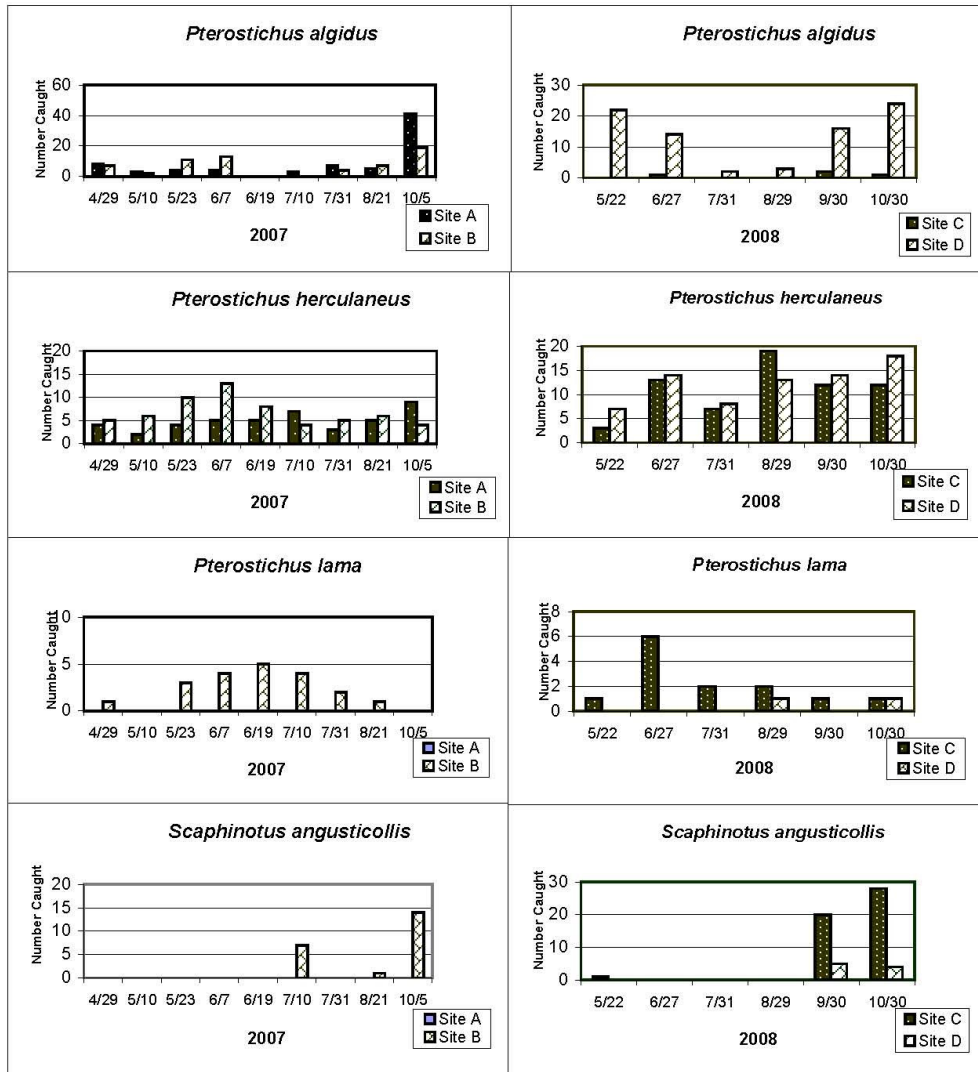 Pterostichus algidus
Number Caught
60
40
20
0
4/29 5/10 5/23 6/7 6/19 7/10 7/31 8/21 10/5
2007
Site A
Site B
Pterostichus algidus
Number Caught
30
20
10
0
5/22 6/27 7/31 8/29 9/30 10/30
2008
Site C
Site D
Pterostichus herculaneus
Number Caught
20
15
10
5
0
4/29 5/10 5/23 6/7 6/19 7/10 7/31 8/21 10/5
2007
Site A
Site B
Pterostichus herculaneus
Number Caught
20
15
10
5
0
5/22 6/27 7/31 8/29 9/30 10/30
2008
Site C
Site D
Pterostichus lama
Number Caught
10
5
0
4/29 5/10 5/23 6/7 6/19 7/10 7/31 8/21 10/5
2007
Site A
Site B
Pterostichus lama
Number Caught
8
6
4
2
0
5/22 6/27 7/31 8/29 9/30 10/30
2008
Site C
Site D
Scaphinotus angusticollis
Number Caught
20
15
10
5
0
4/29 5/10 5/23 6/7 6/19 7/10 7/31 8/21 10/5
2007
Site A
Site B
Scaphinotus angusticollis
Number Caught
30
20
10
0
5/22 6/27 7/31 8/29 9/30 10/30
2008
Site C
Site D